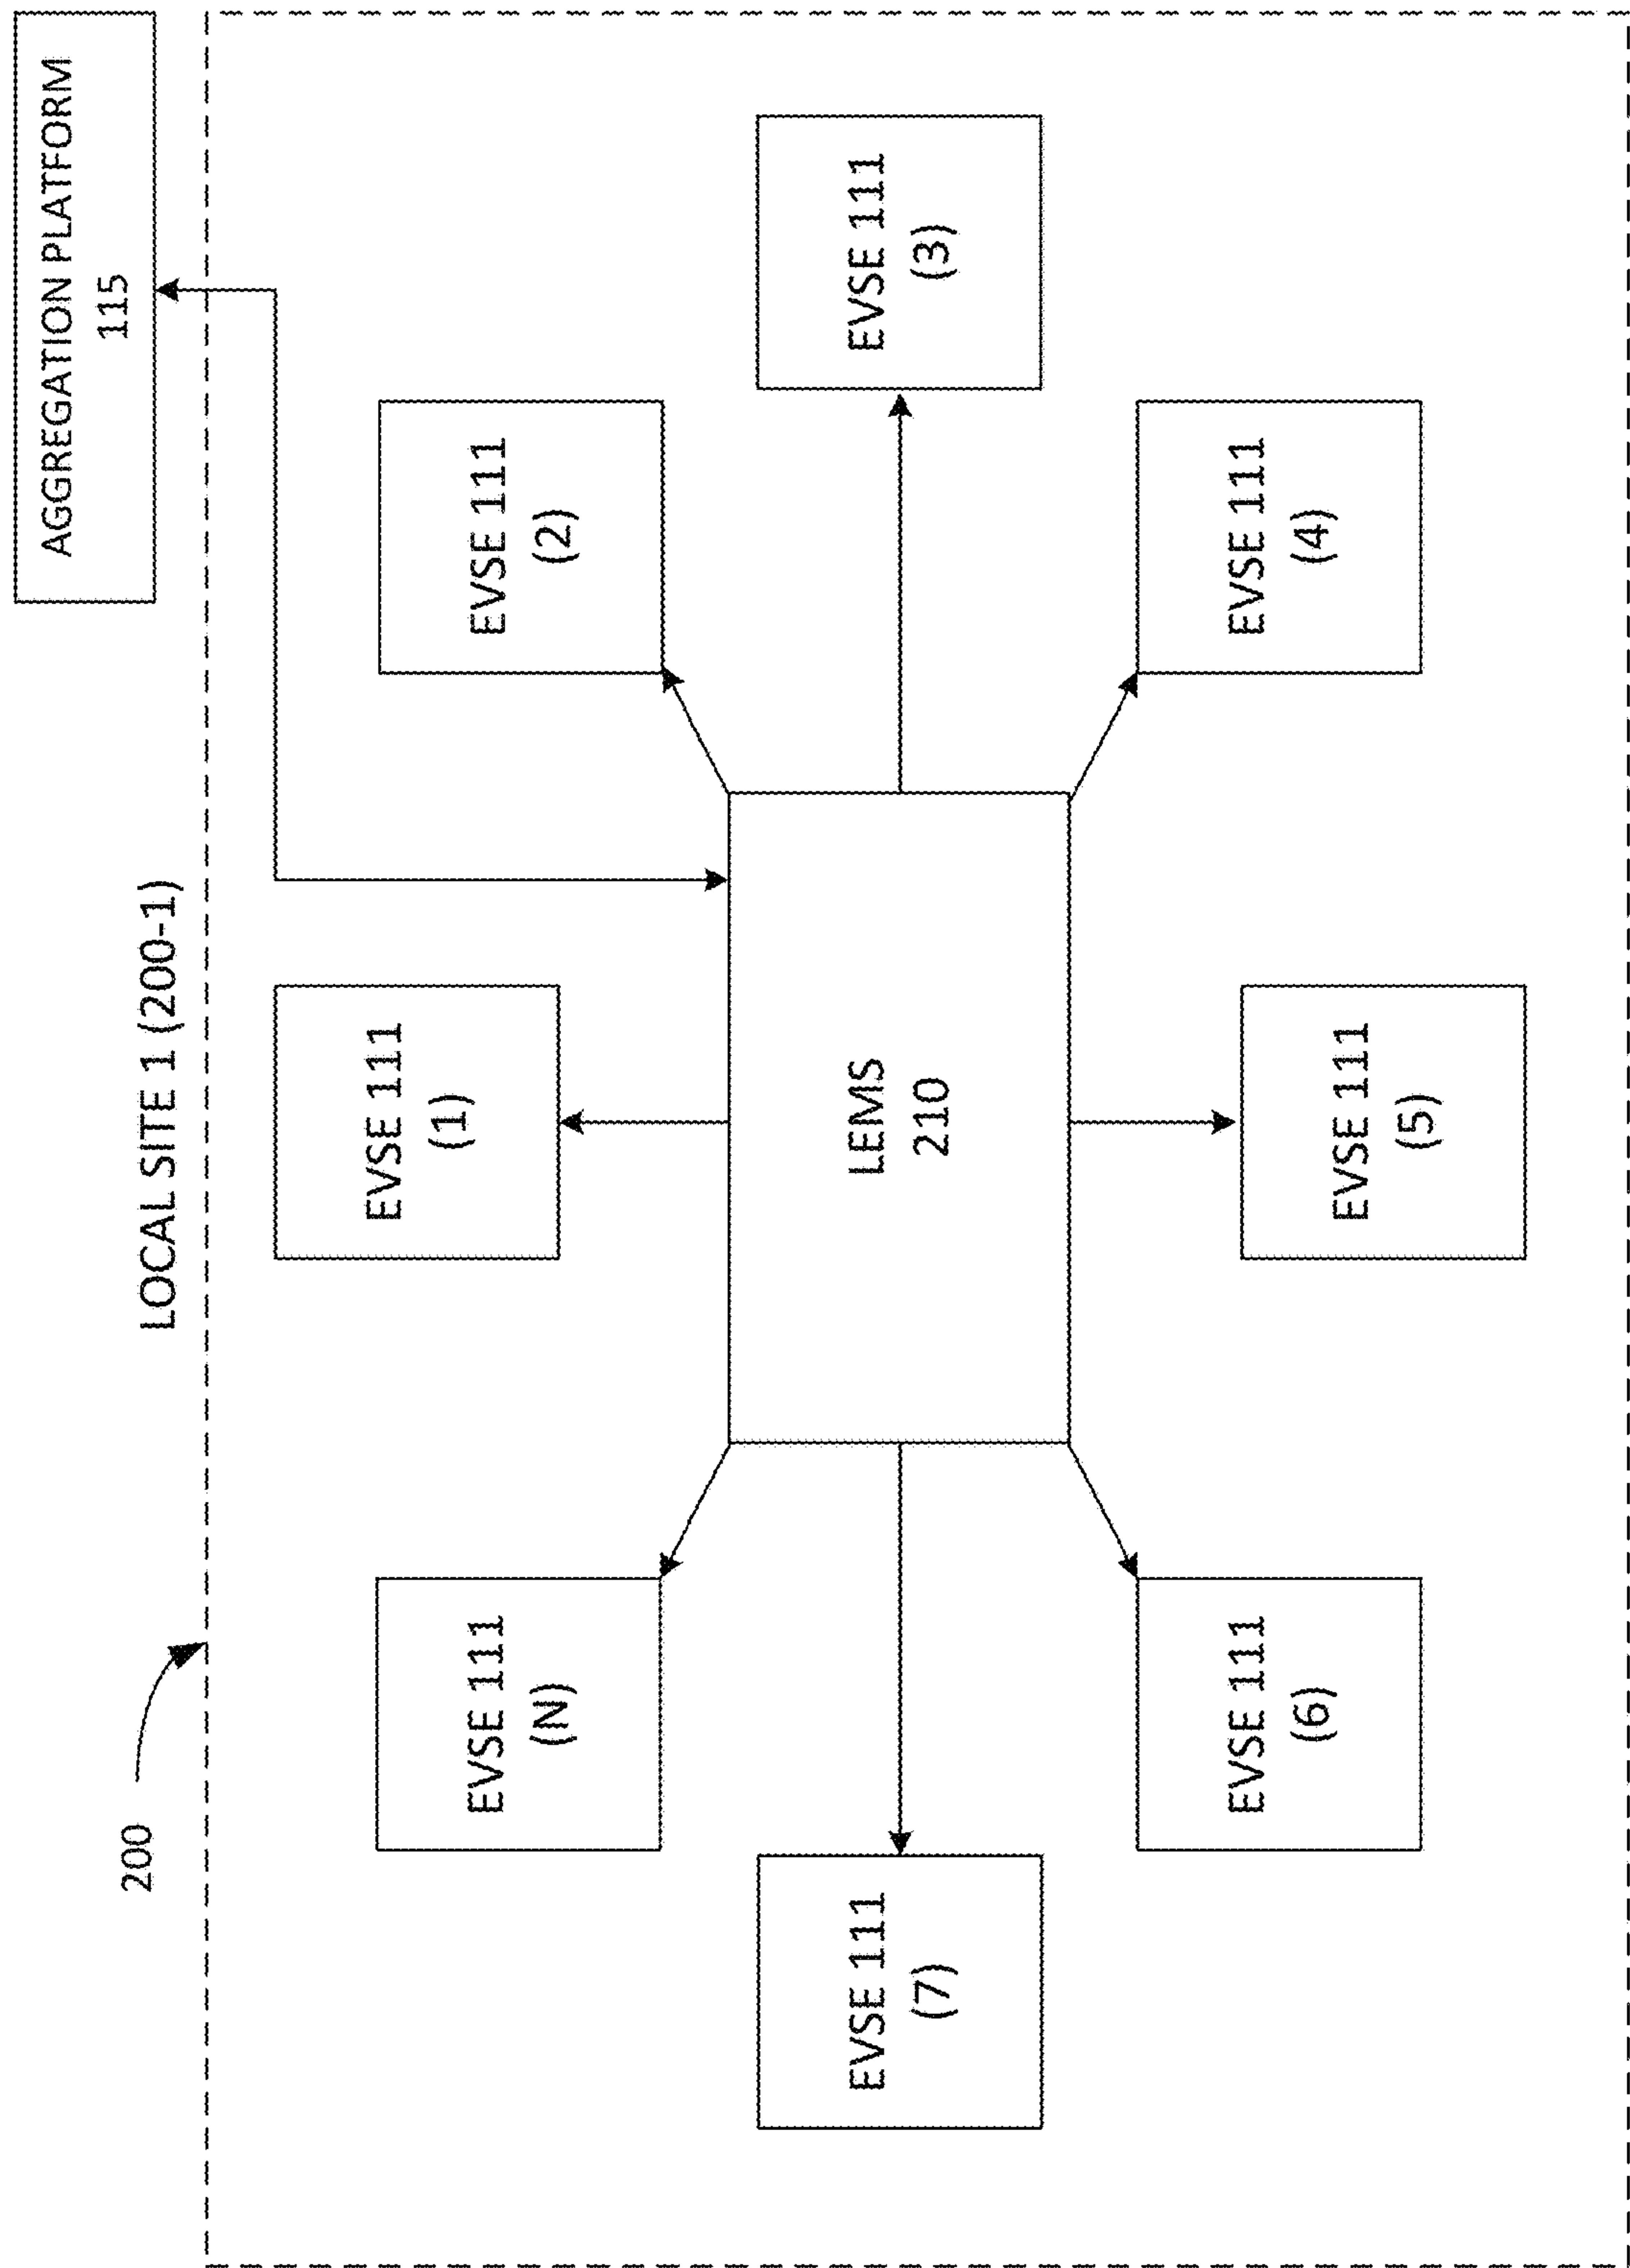 AGGREGATION PLATFORM
115
LOCAL SITE 1 (200-1)
200
EVSE 111
(1)
EVSE 111
(2)
EVSE 111
(3)
EVSE 111
(4)
EVSE 111
(5)
EVSE 111
(6)
EVSE 111
(7)
EVSE 111
(N)
LEMS
210